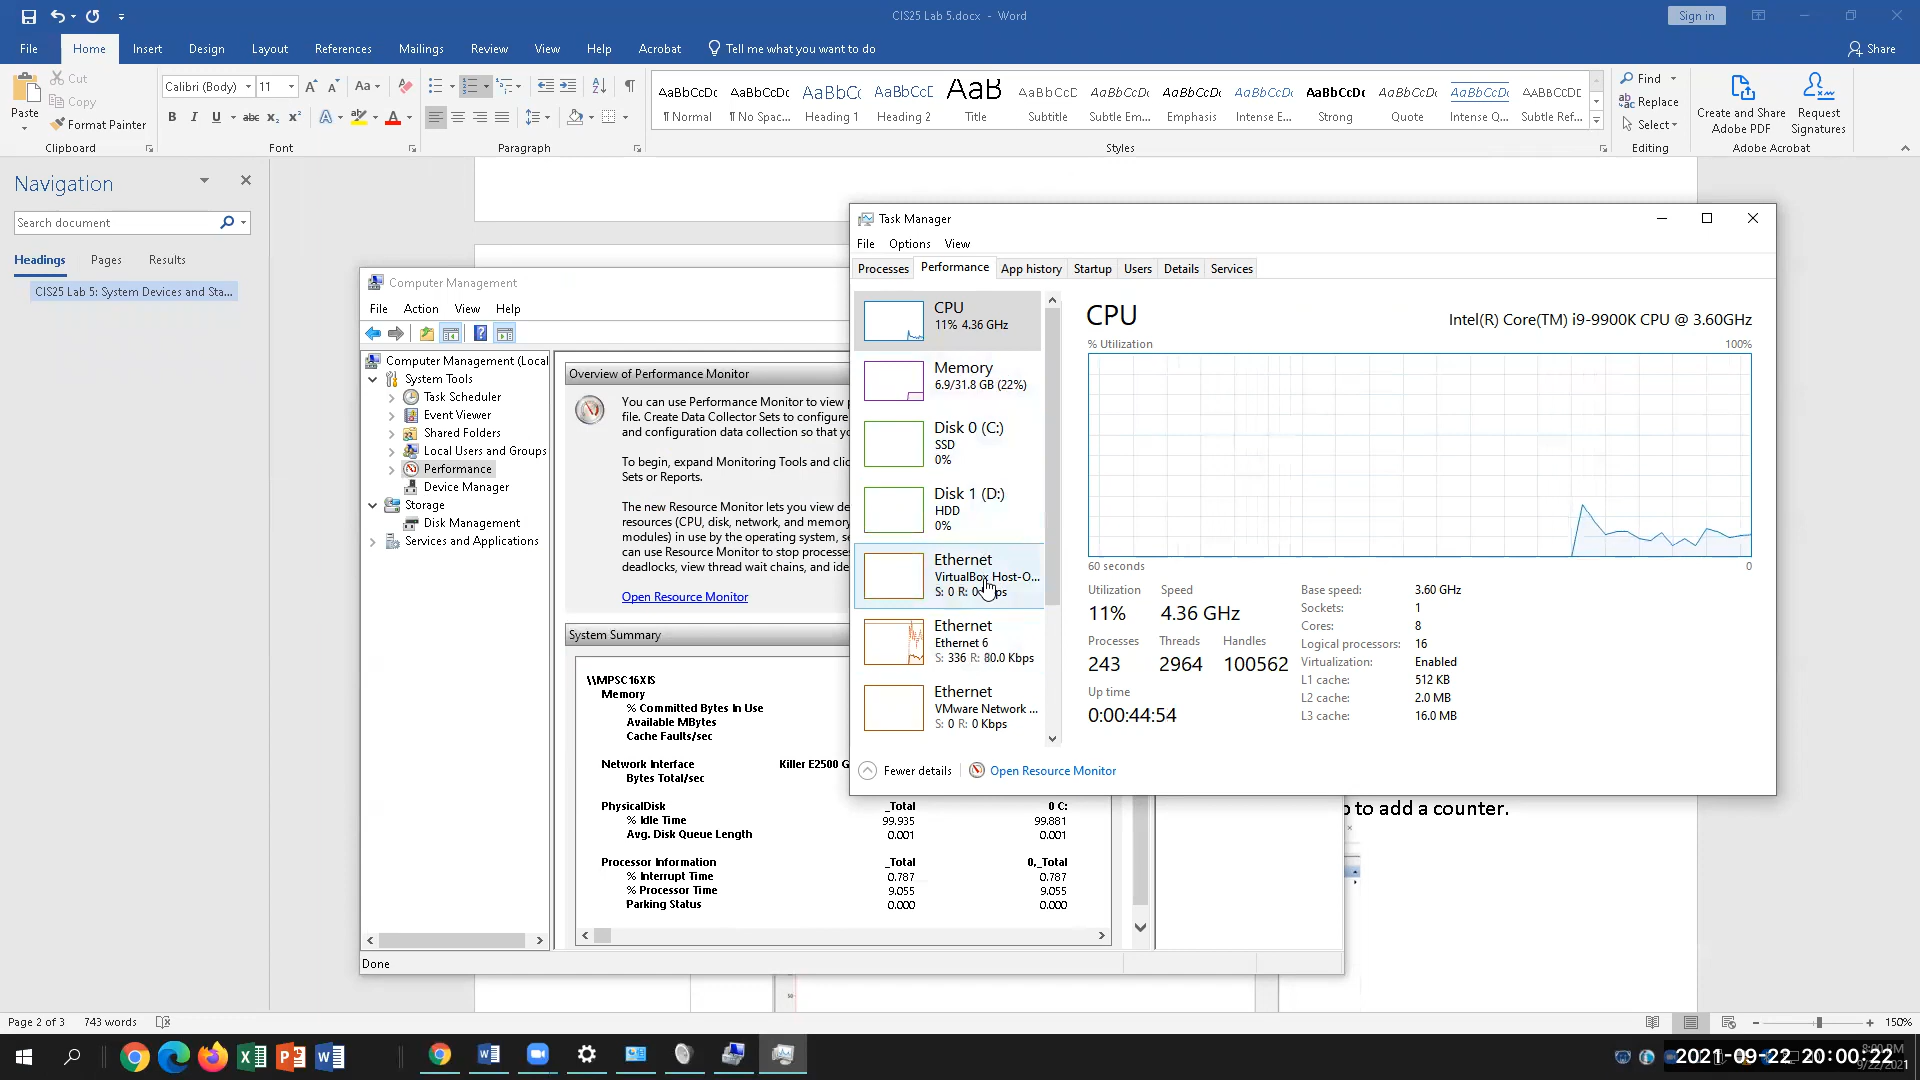 CIS25 Lab 5.docx - Word
Sign in
File Home Insert Design Layout References Mailings Review View Help Acrobat Tell me what you want to do
Share
Cut
Copy
Paste
Format Painter
Clipboard
Calibri (Body) 11
Font
Paragraph
AaBbCcDc AaBbCcDc AaBbCc AaBbCcD AaB AaBbCcD AaBbCcDc AaBbCcDc AaBbCcDc AaBbCcDc AaBbCcDc AaBbCcDc AABBCCDC
¶ Normal ¶ No Spac... Heading 1 Heading 2 Title Subtitle Subtle Em... Emphasis Intense E... Strong Quote Intense Q... Subtle Ref...
Styles
Find
Replace
Select
Editing
Create and Share
Adobe PDF
Request
Signatures
Adobe Acrobat
Navigation
Search document
Headings Pages Results
CIS25 Lab 5: System Devices and Sta...
Computer Management
File Action View Help
Computer Management (Local
System Tools
Task Scheduler
Event Viewer
Shared Folders
Local Users and Groups
Performance
Device Manager
Storage
Disk Management
Services and Applications
Overview of Performance Monitor
You can use Performance Monitor to view
file. Create Data Collector Sets to configure
and configuration data collection so that
To begin, expand Monitoring Tools and
Sets or Reports.
The new Resource Monitor lets you view
resources (CPU, disk, network, and
modules) in use by the operating system,
can use Resource Monitor to stop
deadlocks, view thread wait chains, and
Open Resource Monitor
System Summary
\\MPSC16XIS
Memory
% Committed Bytes In Use
Available MBytes
Cache Faults/sec
Network Interface Killer E2500 G
Bytes Total/sec
PhysicalDisk _Total 0 C:
% Idle Time 99.935 99.881
Avg. Disk Queue Length 0.001 0.001
Processor Information _Total 0,_Total
% Interrupt Time 0.787 0.787
% Processor Time 9.055 9.055
Parking Status 0.000 0.000
Done
Task Manager
File Options View
Processes Performance App history Startup Users Details Services
CPU
11% 4.36 GHz
Memory
6.9/31.8 GB (22%)
Disk 0 (C:)
SSD
0%
Disk 1 (D:)
HDD
0%
Ethernet
VirtualBox Host-O...
S: 0 R: 0 Kbps
Ethernet
Ethernet 6
S: 336 R: 80.0 Kbps
Ethernet
VMware Network ...
S: 0 R: 0 Kbps
CPU Intel(R) Core(TM) i9-9900K CPU @ 3.60GHz
% Utilization 100%
60 seconds 0
Utilization Speed
11% 4.36 GHz
Processes Threads Handles
243 2964 100562
Up time
0:00:44:54
Base speed: 3.60 GHz
Sockets: 1
Cores: 8
Logical processors: 16
Virtualization: Enabled
L1 cache: 512 KB
L2 cache: 2.0 MB
L3 cache: 16.0 MB
Fewer details Open Resource Monitor
to add a counter.
Page 2 of 3 743 words
150%
2021-09-22 20:00:22